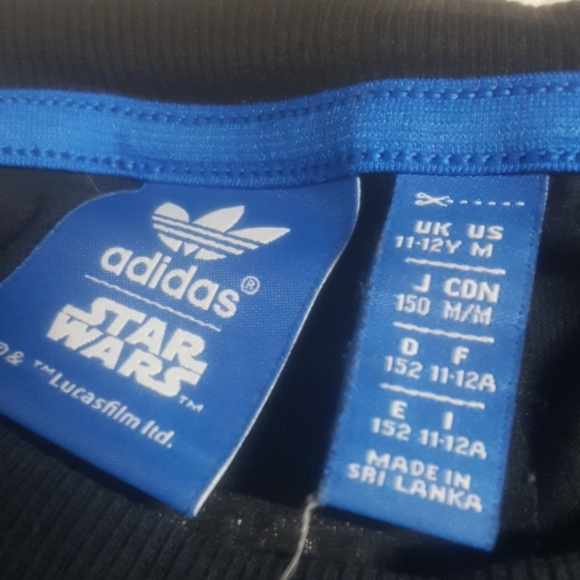 adidas®
STAR
WARS™
© & ™Lucasfilm ltd.
UK US
11-12Y M
J CDN
150 M/M
D F
152 11-12A
E I
152 11-12A
MADE IN
SRI LANKA